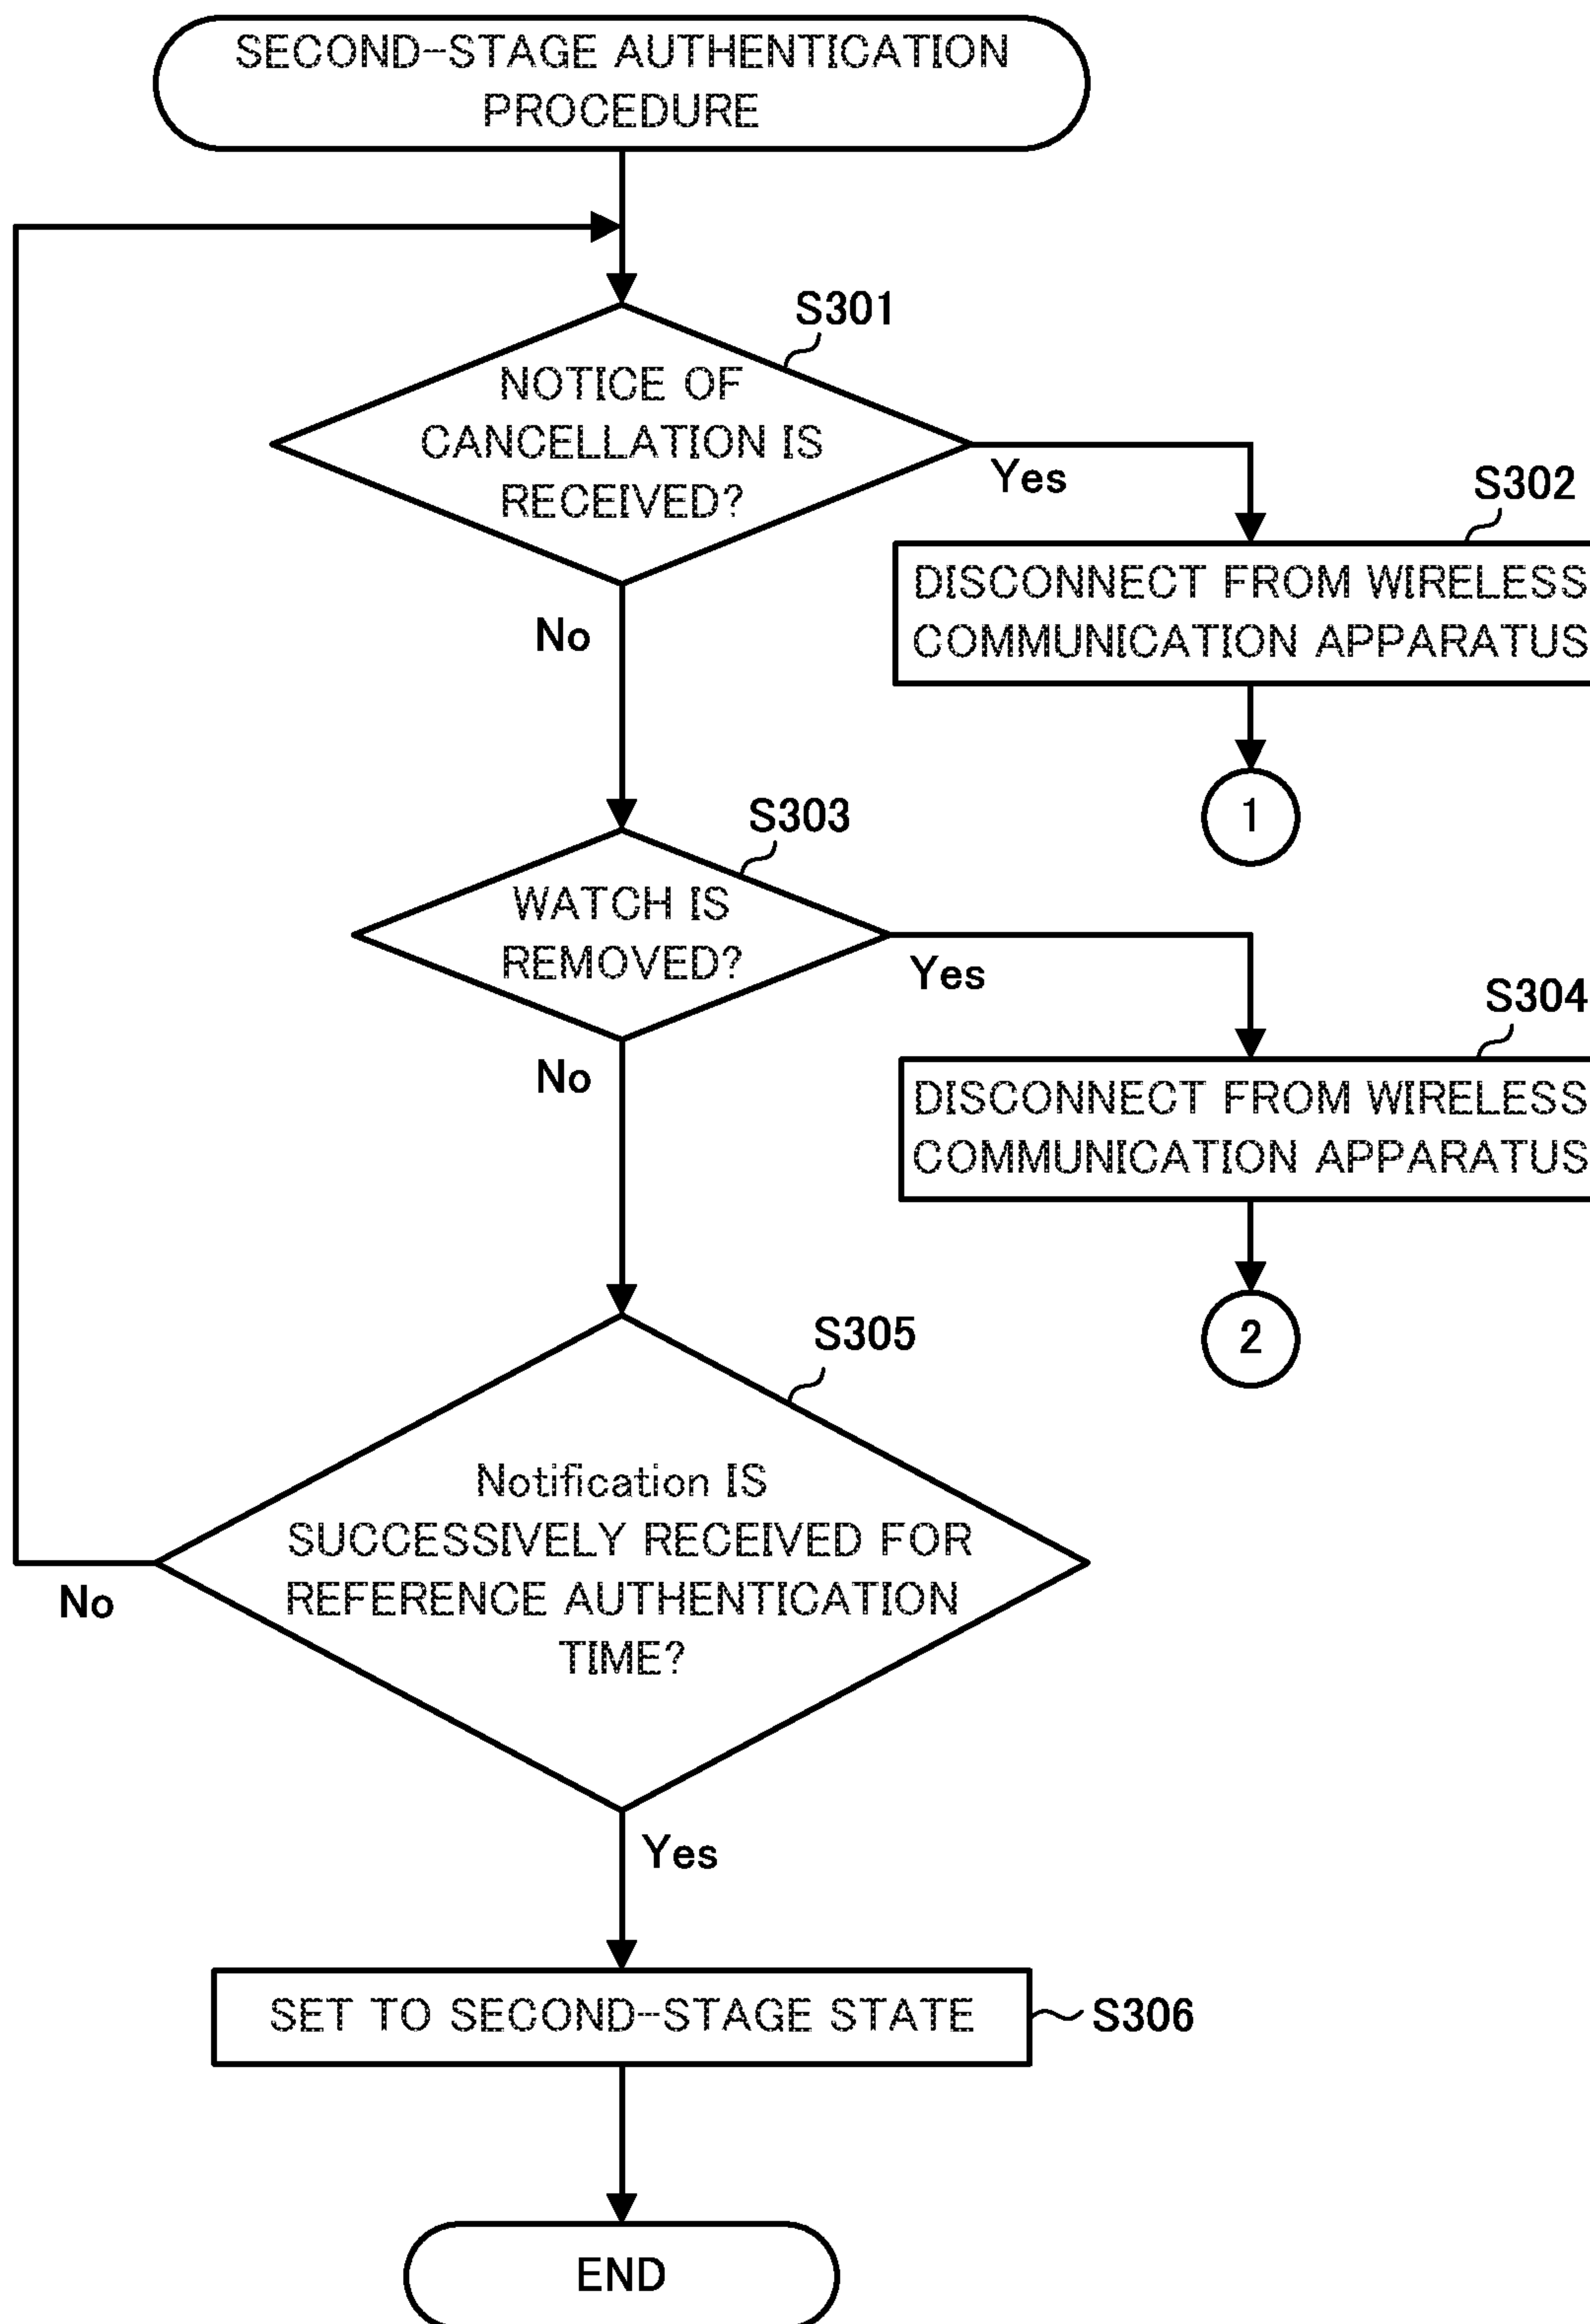 SECOND-STAGE AUTHENTICATION
PROCEDURE
S301
NOTICE OF
CANCELLATION IS
RECEIVED?
Yes
S302
DISCONNECT FROM WIRELESS
COMMUNICATION APPARATUS
No
1
S303
WATCH IS
REMOVED?
Yes
S304
DISCONNECT FROM WIRELESS
COMMUNICATION APPARATUS
No
2
S305
Notification IS
SUCCESSIVELY RECEIVED FOR
REFERENCE AUTHENTICATION
TIME?
No
Yes
SET TO SECOND-STAGE STATE
S306
END